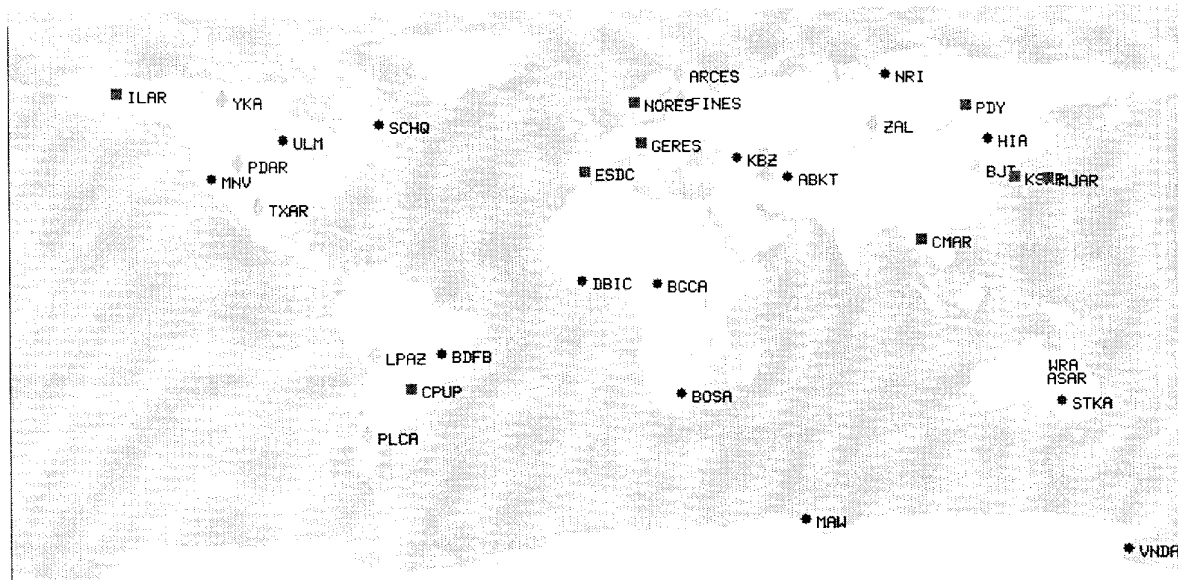 ARCES
NRI
ILAR
YKA
NORES
FINES
PDY
SCHQ
ZAL
ULM
HIA
GERES
KBZ
PDAR
ESDC
ABKT
BJT
MNV
MJAR
TXAR
CMAR
DBIC
BGCA
LPAZ
BDFB
WRA
ASAR
CPUP
BOSA
STKA
PLCA
MAW
VNDA